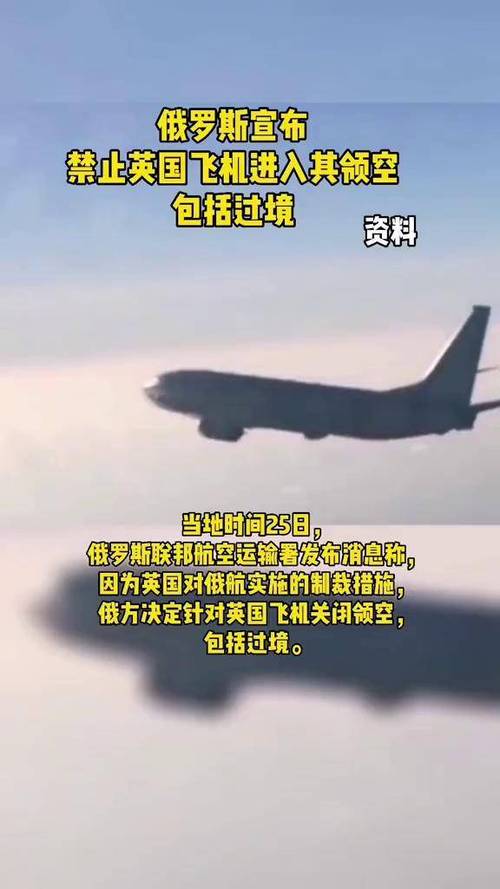 俄罗斯宣布
禁止英国飞机进入其领空
包括过境
资料
当地时间25日，
俄罗斯联邦航空运输署发布消息称，
因为英国对俄航实施的制裁措施，
俄方决定针对英国飞机关闭领空，
包括过境。